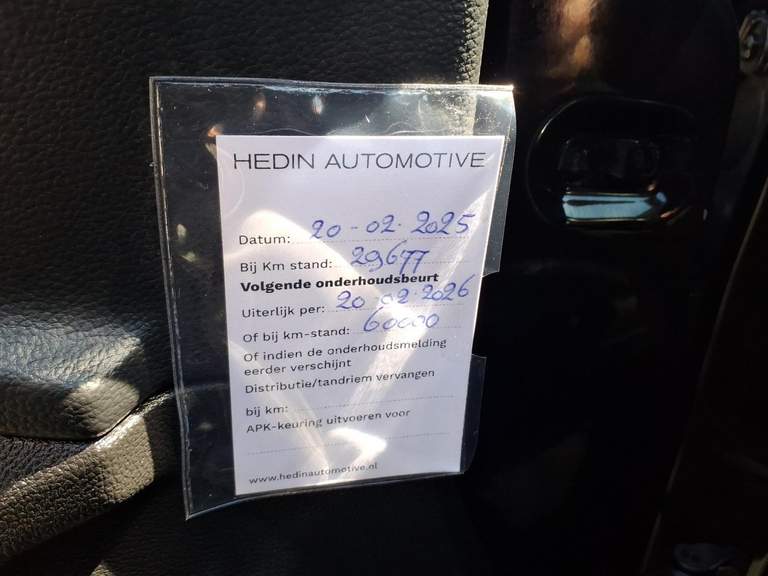 HEDIN AUTOMOTIVE
Datum: 20-02-2025
Bij Km stand: 29677
Volgende onderhoudsbeurt
Uiterlijk per: 20-02-2026
Of bij km-stand: 60000
Of indien de onderhoudsmelding
eerder verschijnt
Distributie/tandriem vervangen
bij km:
APK-keuring uitvoeren voor
www.hedinautomotive.nl